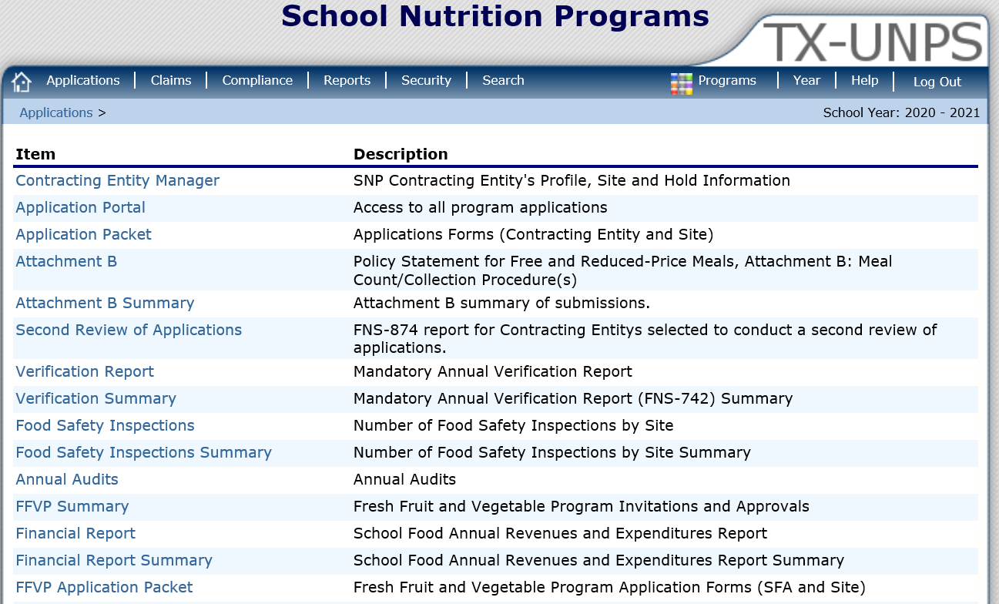 School Nutrition Programs
TX-UNPS
Applications Claims Compliance Reports Security Search Programs Year Help Log Out
Applications > School Year: 2020 - 2021
Item Description
Contracting Entity Manager SNP Contracting Entity's Profile, Site and Hold Information
Application Portal Access to all program applications
Application Packet Applications Forms (Contracting Entity and Site)
Attachment B Policy Statement for Free and Reduced-Price Meals, Attachment B: Meal
Count/Collection Procedure(s)
Attachment B Summary Attachment B summary of submissions.
Second Review of Applications FNS-874 report for Contracting Entitys selected to conduct a second review of
applications.
Verification Report Mandatory Annual Verification Report
Verification Summary Mandatory Annual Verification Report (FNS-742) Summary
Food Safety Inspections Number of Food Safety Inspections by Site
Food Safety Inspections Summary Number of Food Safety Inspections by Site Summary
Annual Audits Annual Audits
FFVP Summary Fresh Fruit and Vegetable Program Invitations and Approvals
Financial Report School Food Annual Revenues and Expenditures Report
Financial Report Summary School Food Annual Revenues and Expenditures Report Summary
FFVP Application Packet Fresh Fruit and Vegetable Program Application Forms (SFA and Site)